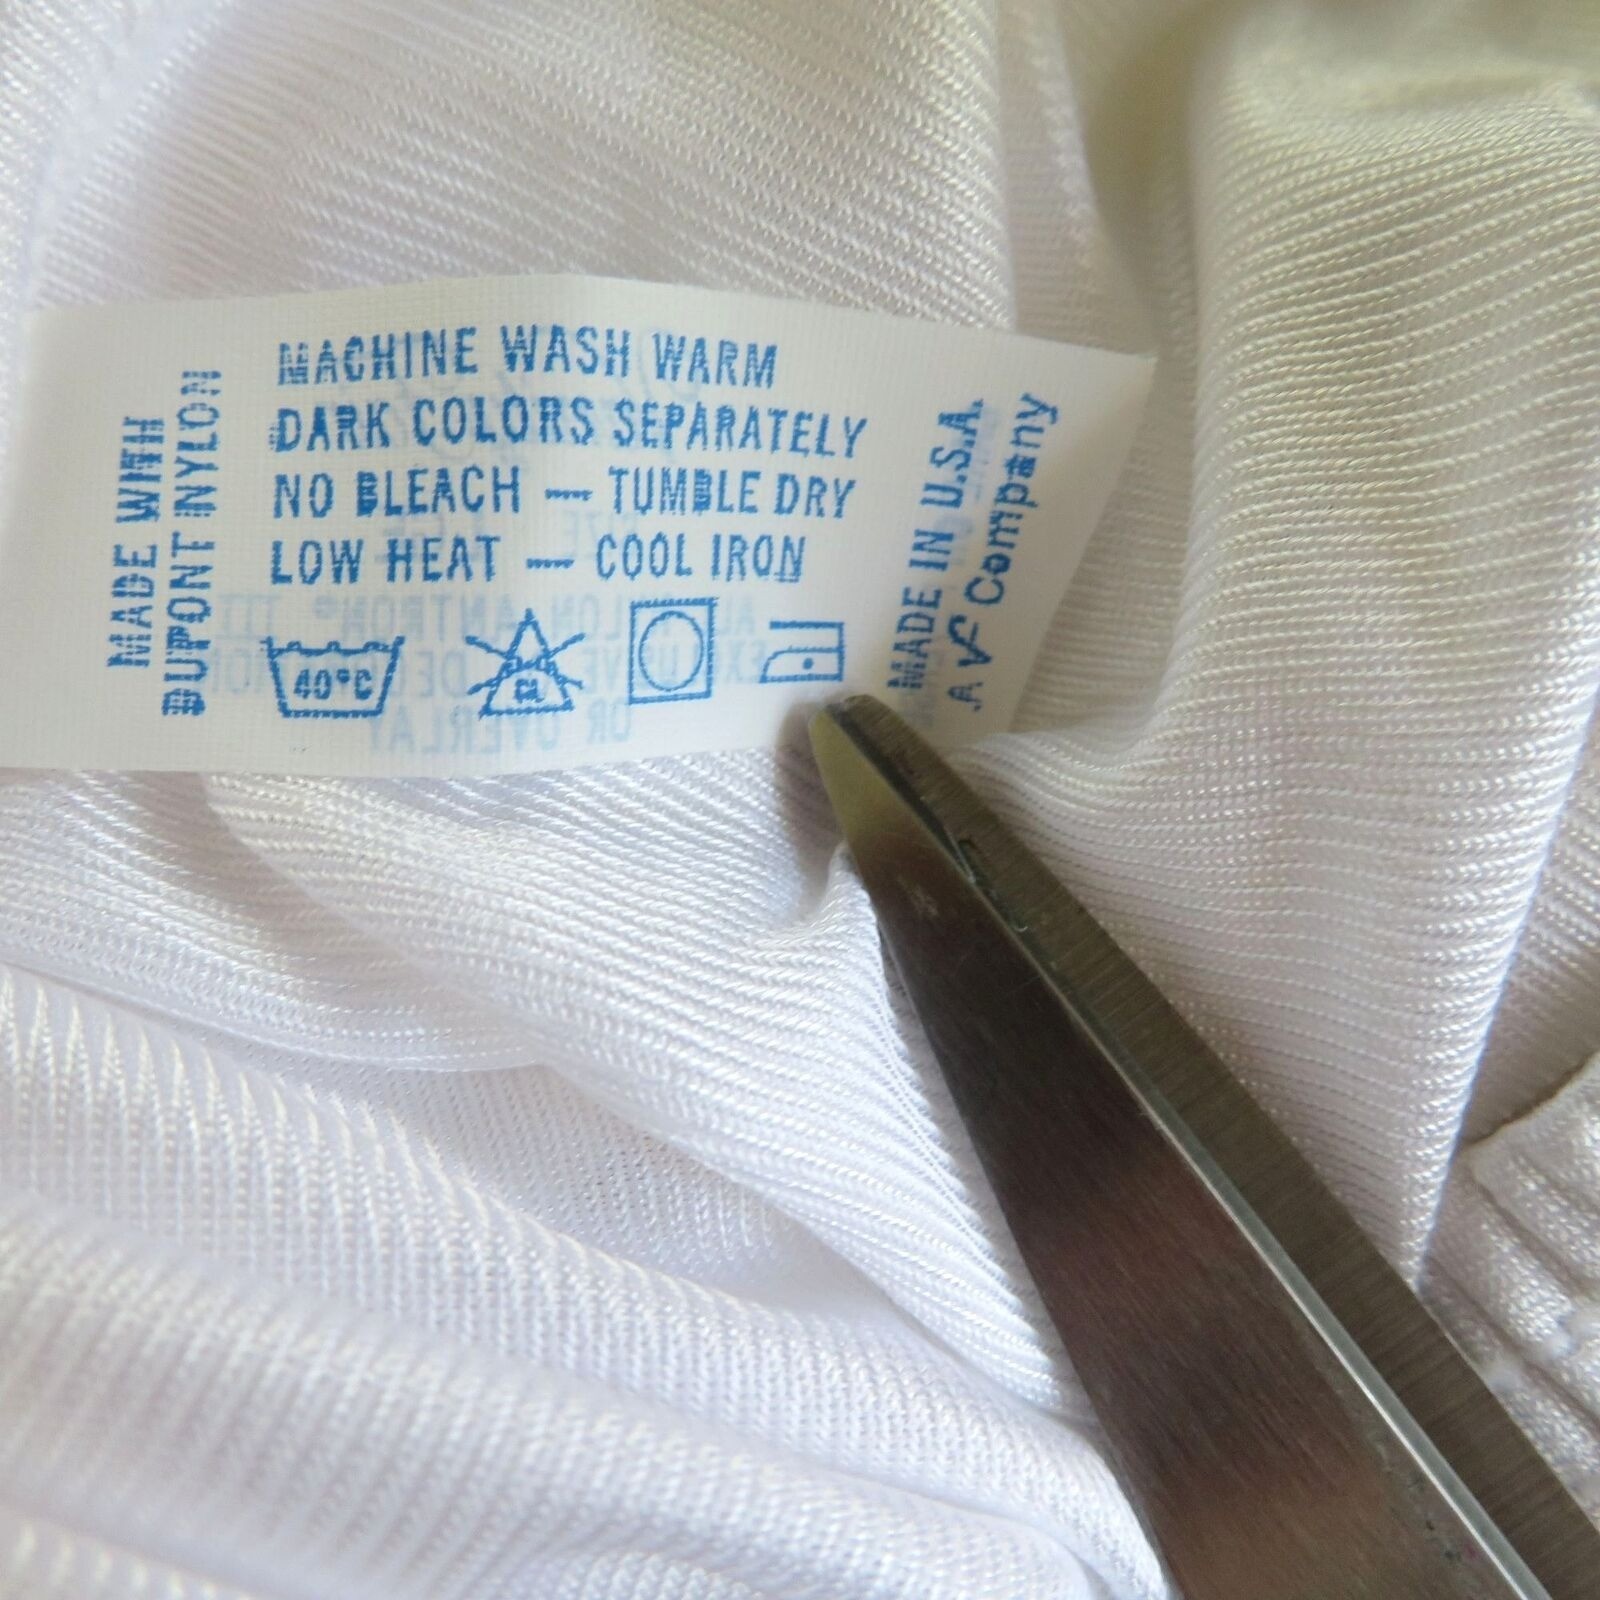 MADE WITH
DUPONT NYLON
MACHINE WASH WARM
DARK COLORS SEPARATELY
NO BLEACH — TUMBLE DRY
LOW HEAT — COOL IRON
40°C
CL
MADE IN U.S.A.
A VF Company